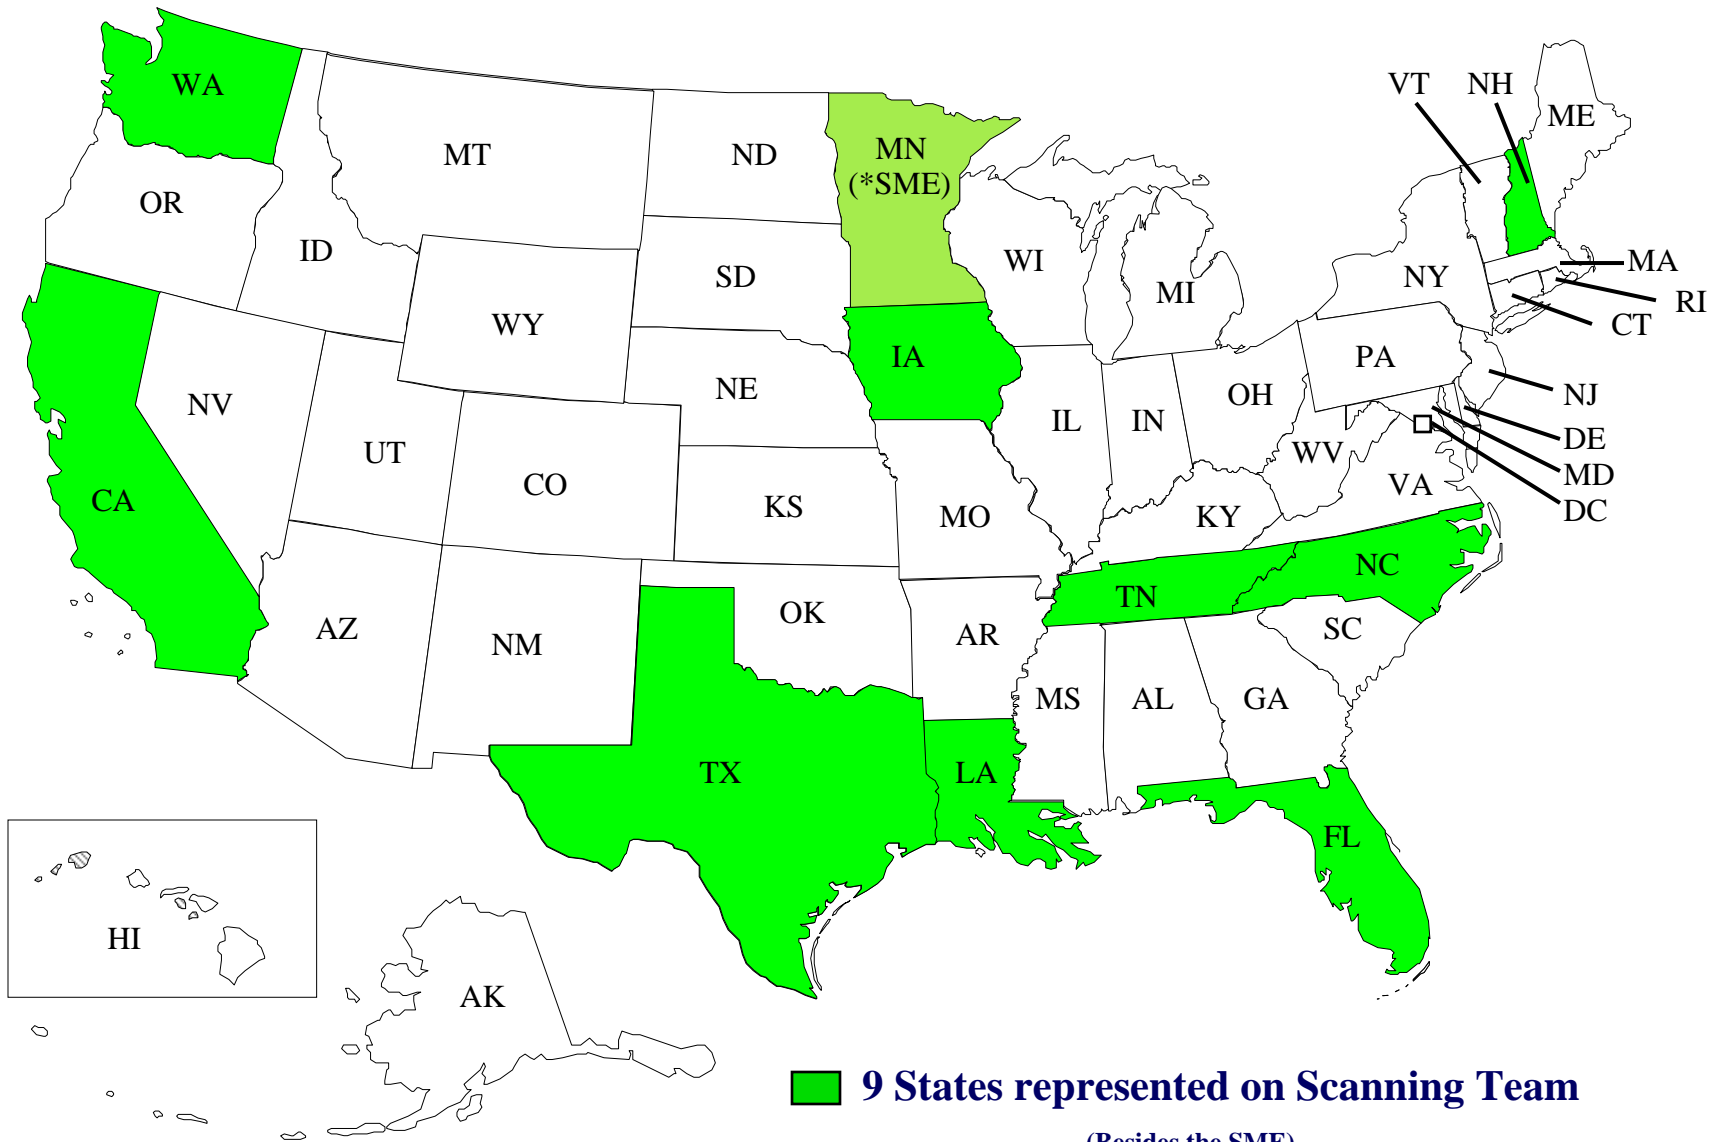 WA
VT NH
ME
MT
ND
MN
(*SME)
OR
ID
WI
MA
SD
NY
MI
RI
WY
CT
IA
PA
NE
NJ
NV
OH
IL
IN
DE
UT
WV
MD
CO
VA
CA
KS
DC
MO
KY
NC
TN
OK
AZ
SC
AR
NM
MS
AL
GA
TX
LA
FL
HI
AK
9 States represented on Scanning Team
(Besides the SME)